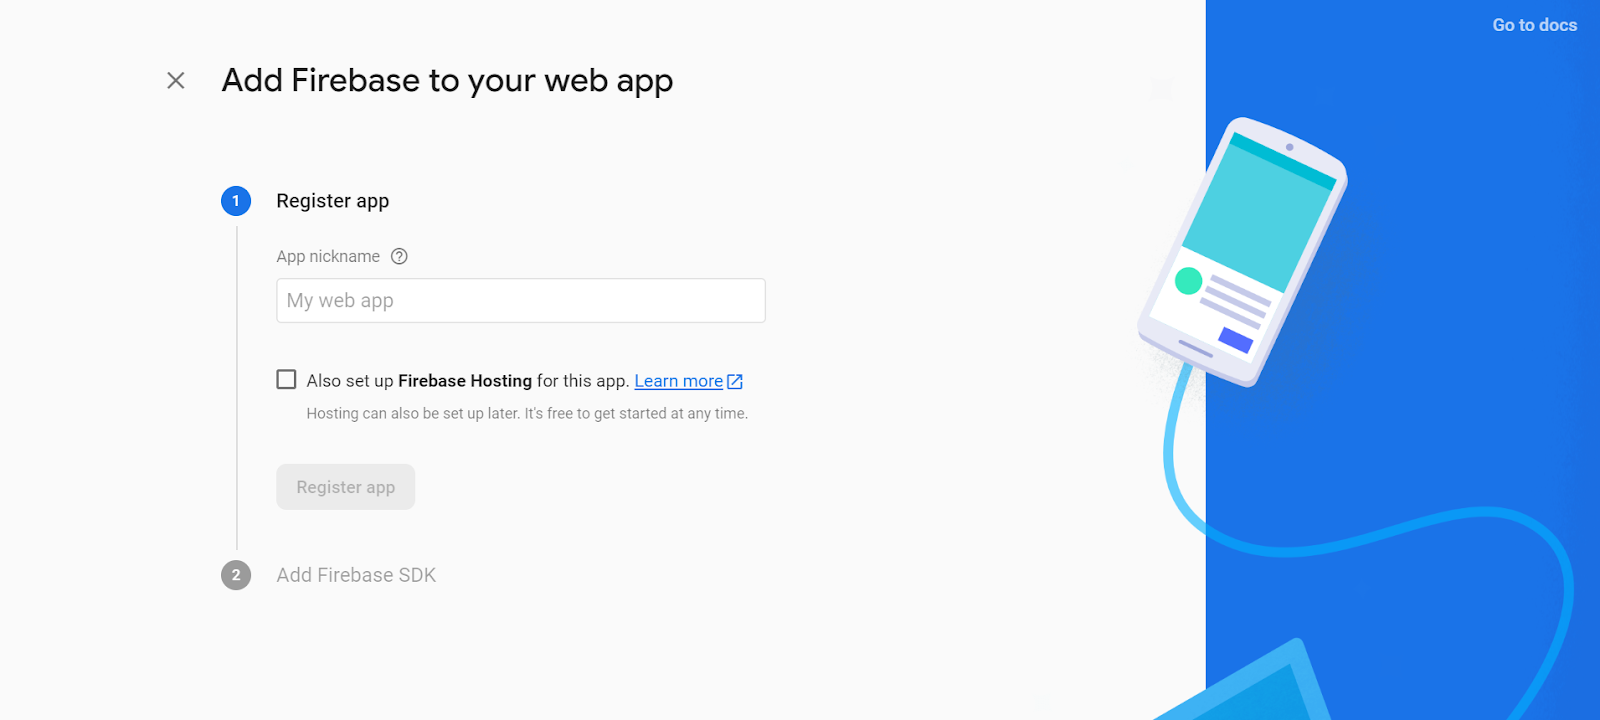 Go to docs
Add Firebase to your web app
1 Register app
App nickname
My web app
Also set up Firebase Hosting for this app. Learn more
Hosting can also be set up later. It's free to get started at any time.
Register app
2 Add Firebase SDK